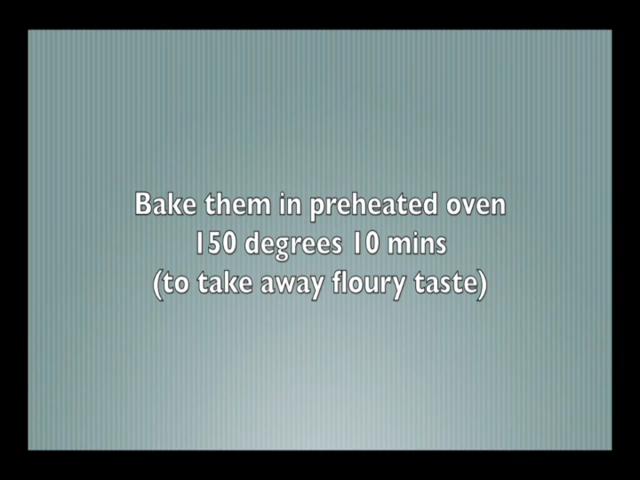 Bake them in preheated oven
150 degrees 10 mins
(to take away floury taste)